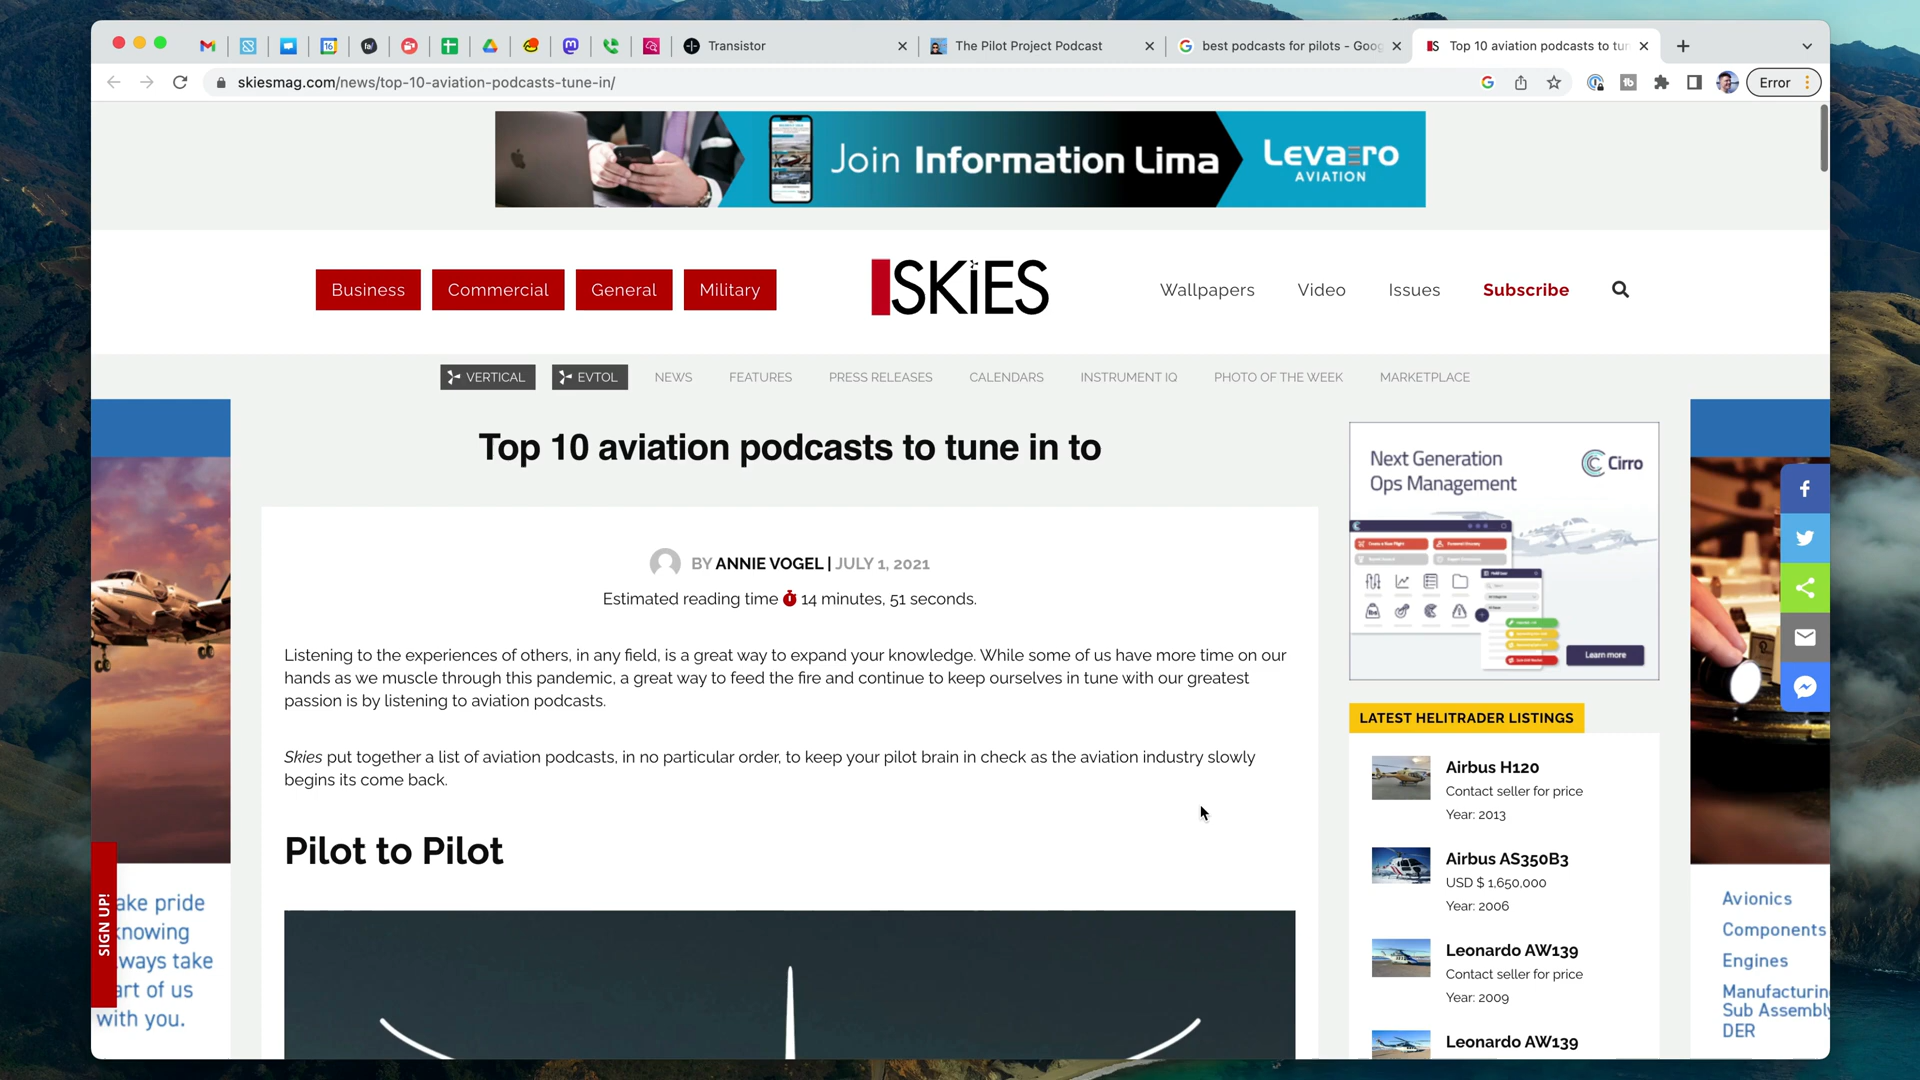 Transistor
The Pilot Project Podcast
best podcasts for pilots - Goog
Top 10 aviation podcasts to tun
skiesmag.com/news/top-10-aviation-podcasts-tune-in/
Error
Join Information Lima
Levaero
AVIATION
Business
Commercial
General
Military
SKiES
Wallpapers
Video
Issues
Subscribe
VERTICAL
EVTOL
NEWS
FEATURES
PRESS RELEASES
CALENDARS
INSTRUMENT IQ
PHOTO OF THE WEEK
MARKETPLACE
Top 10 aviation podcasts to tune in to
BY ANNIE VOGEL | JULY 1, 2021
Estimated reading time 14 minutes, 51 seconds.
Listening to the experiences of others, in any field, is a great way to expand your knowledge. While some of us have more time on our
hands as we muscle through this pandemic, a great way to feed the fire and continue to keep ourselves in tune with our greatest
passion is by listening to aviation podcasts.
Skies put together a list of aviation podcasts, in no particular order, to keep your pilot brain in check as the aviation industry slowly
begins its come back.
Pilot to Pilot
Next Generation
Ops Management
Cirro
Learn more
LATEST HELITRADER LISTINGS
Airbus H120
Contact seller for price
Year: 2013
Airbus AS350B3
USD $ 1,650,000
Year: 2006
Leonardo AW139
Contact seller for price
Year: 2009
Leonardo AW139
SIGN UP!
ake pride
knowing
lways take
art of us
with you.
Avionics
Components
Engines
Manufacturin
Sub Assembly
DER